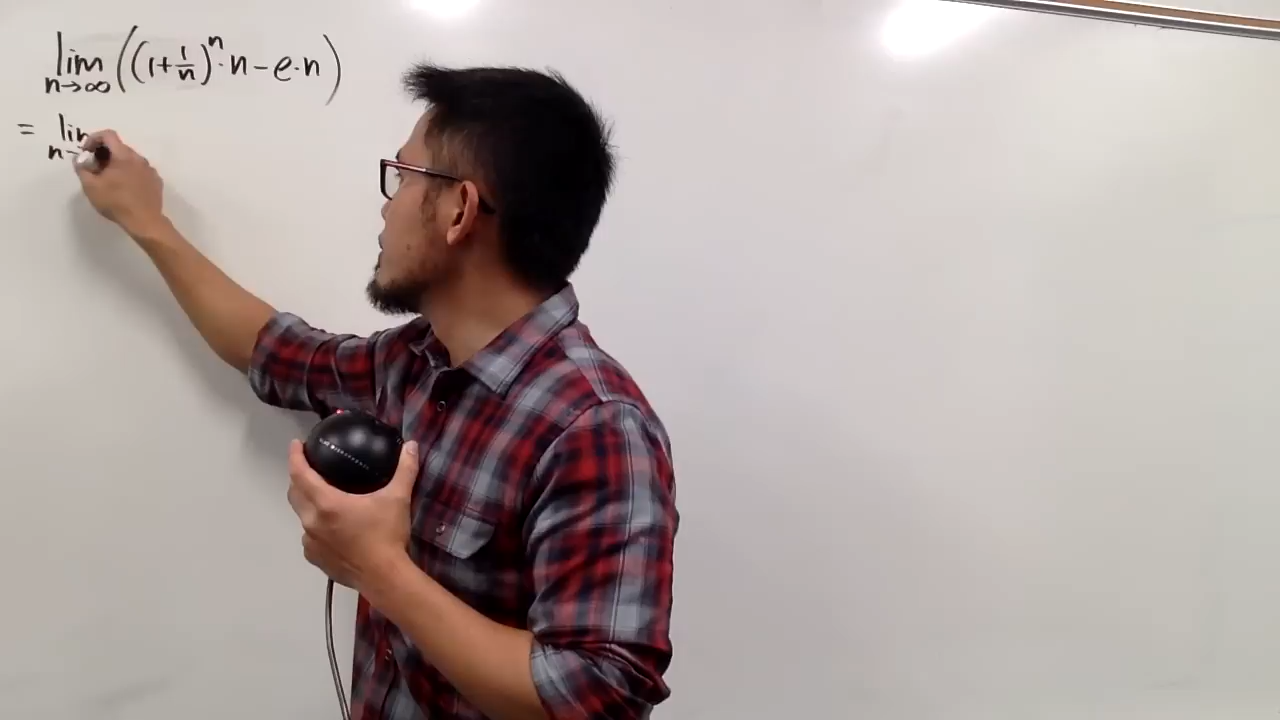 lim n→∞ ((1+1/n)^n · n − e·n)
= lim n→